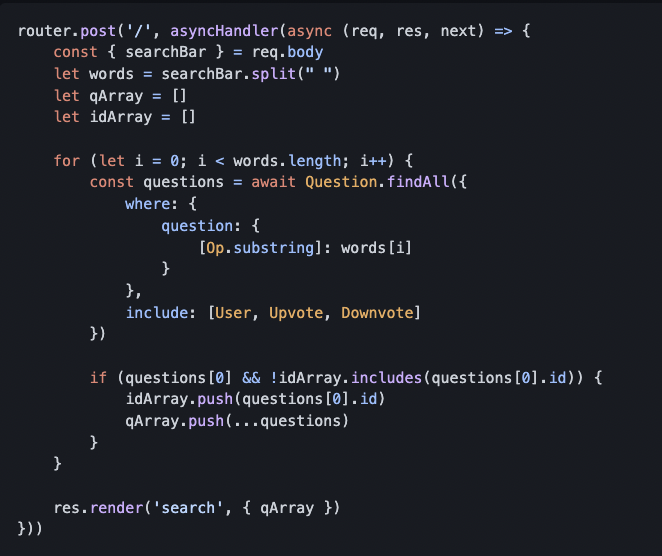 router.post('/', asyncHandler(async (req, res, next) => {
    const { searchBar } = req.body
    let words = searchBar.split(" ")
    let qArray = []
    let idArray = []

    for (let i = 0; i < words.length; i++) {
        const questions = await Question.findAll({
            where: {
                question: {
                    [Op.substring]: words[i]
                }
            },
            include: [User, Upvote, Downvote]
        })

        if (questions[0] && !idArray.includes(questions[0].id)) {
            idArray.push(questions[0].id)
            qArray.push(...questions)
        }
    }

    res.render('search', { qArray })
}))